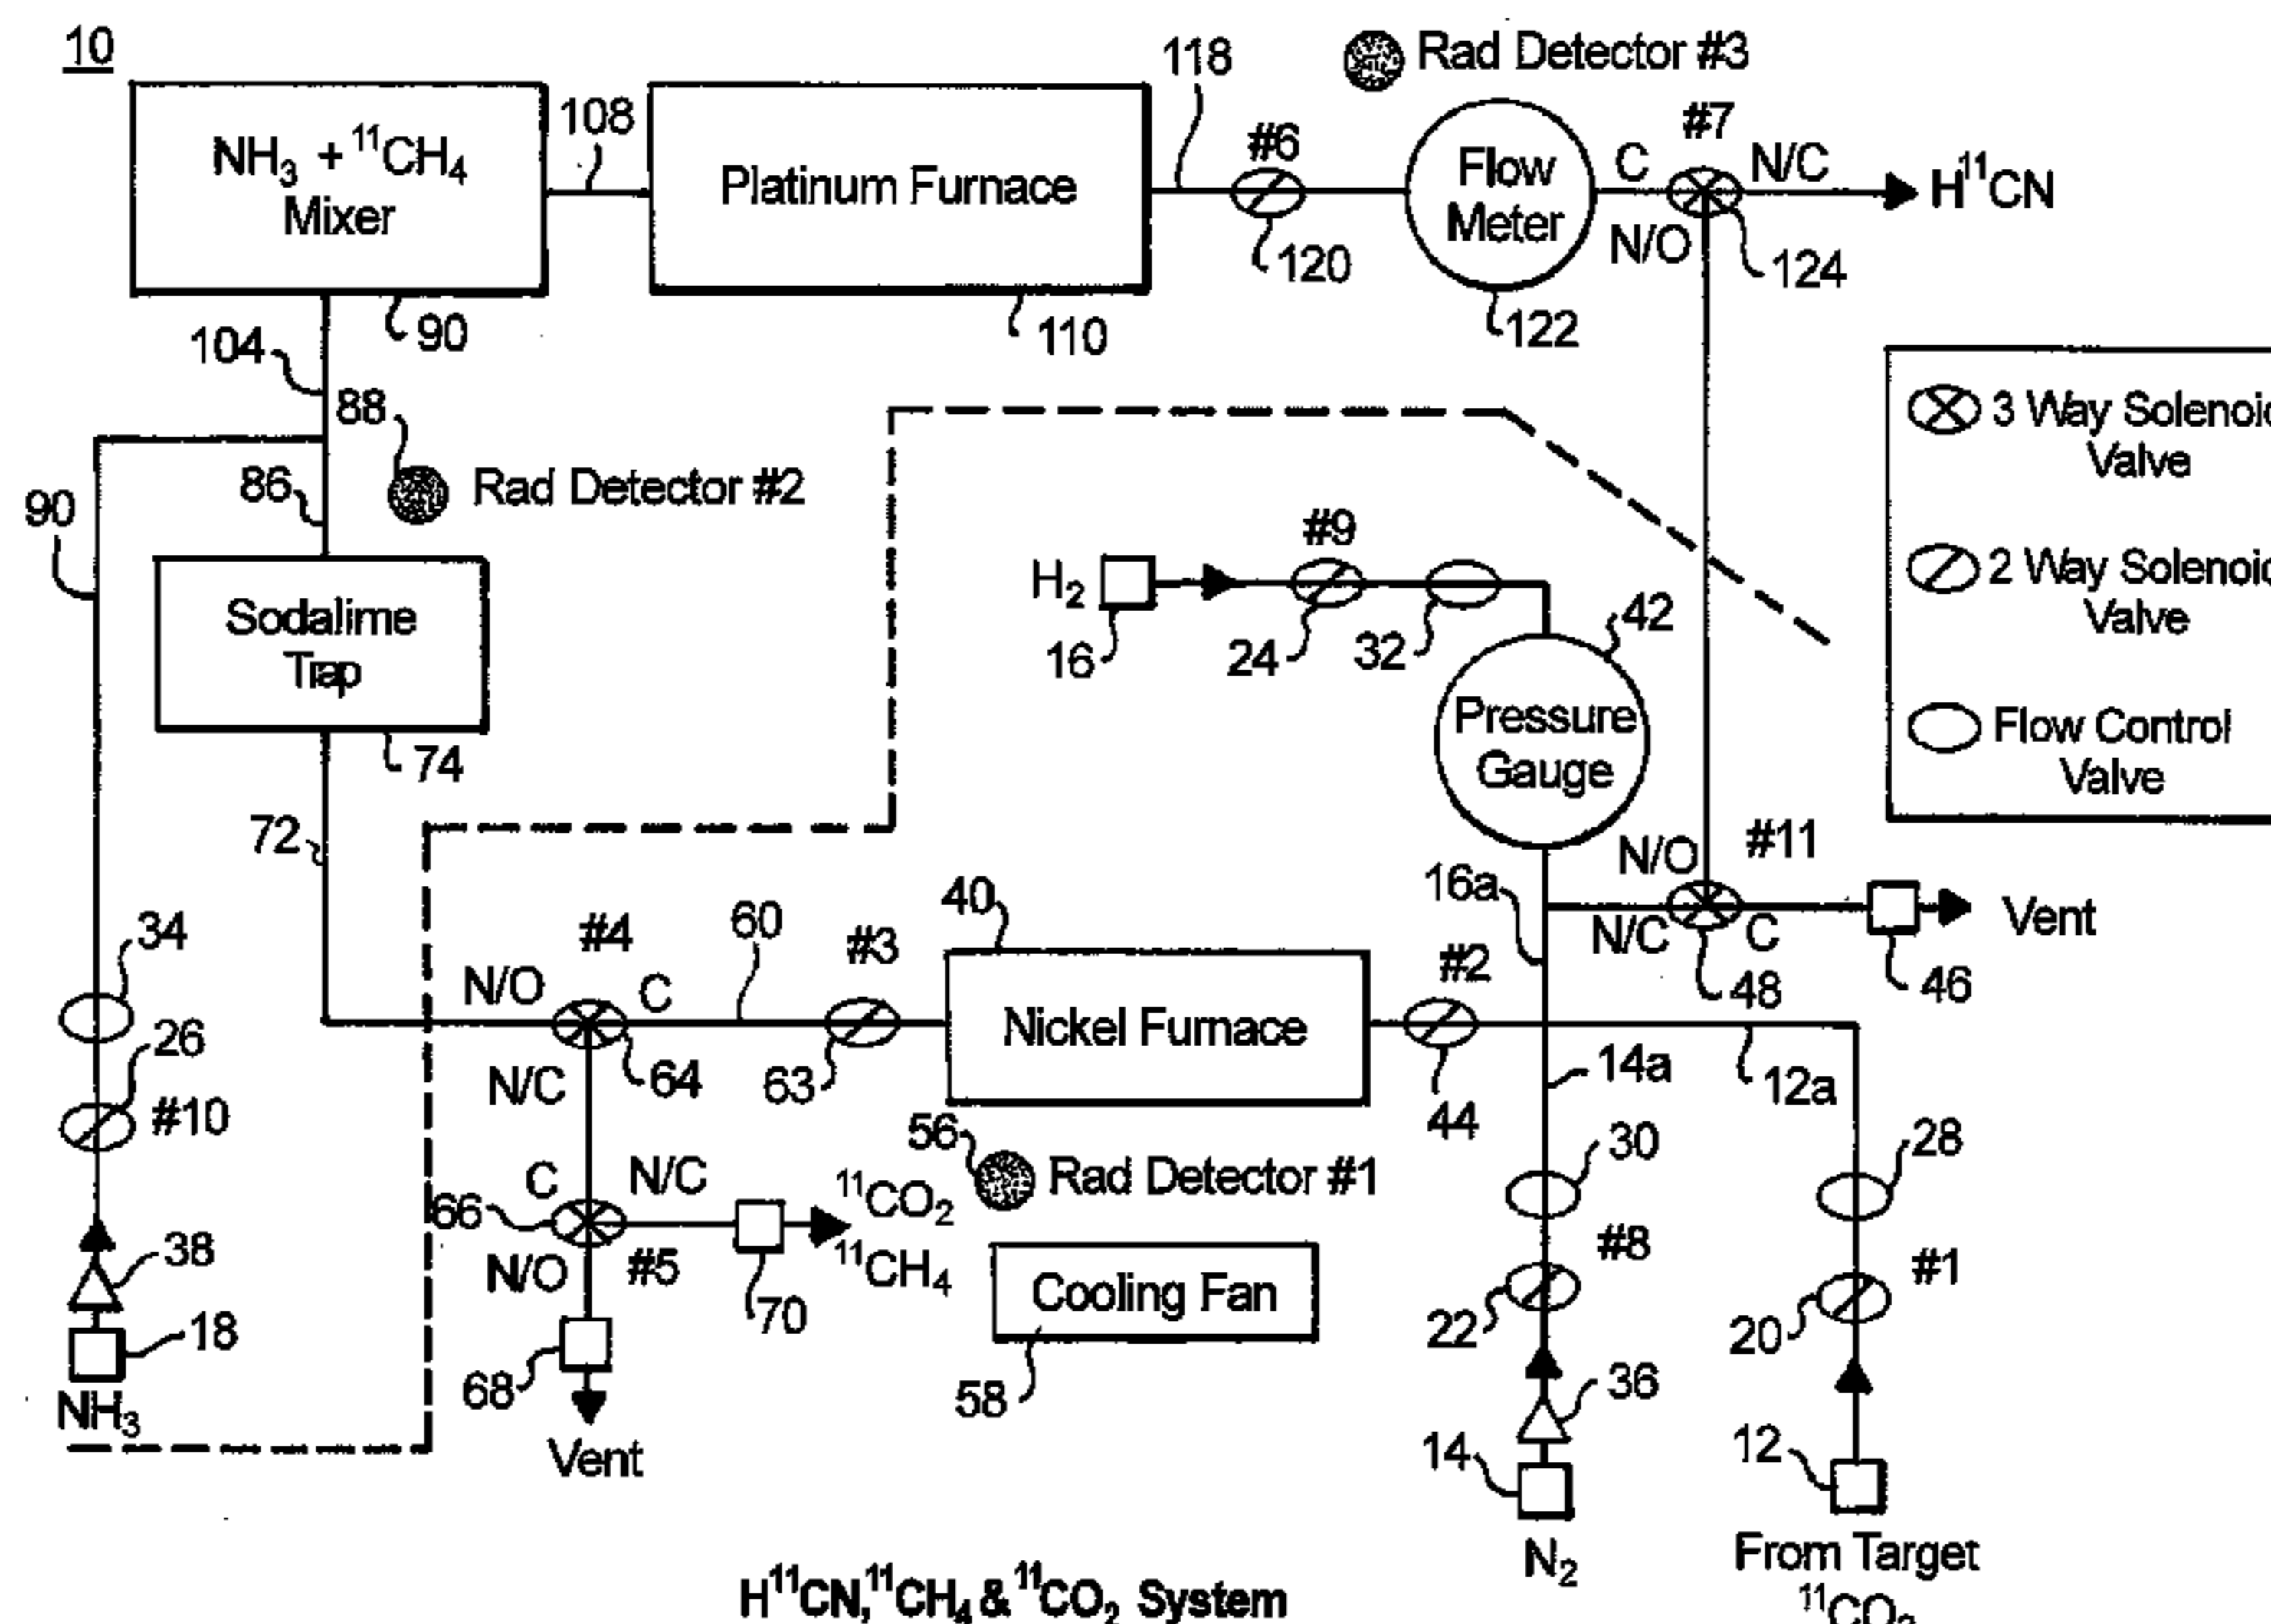 10
NH₃ + ¹¹CH₄
Mixer
108
Platinum Furnace
118
Rad Detector #3
#6
Flow
Meter
C
#7
N/C
H¹¹CN
N/O
120
124
122
90
110
104
88
Rad Detector #2
86
90
Sodalime
Trap
74
72
3 Way Solenoid
Valve
2 Way Solenoid
Valve
Flow Control
Valve
H₂
#9
16
24
32
42
Pressure
Gauge
N/O
#11
16a
N/C
C
Vent
48
46
34
26
#10
38
18
NH₃
#4
N/O
C
60
#3
40
Nickel Furnace
#2
N/C
64
63
44
14a
12a
56
Rad Detector #1
30
28
C
N/C
66
¹¹CO₂
¹¹CH₄
N/O
#5
70
Cooling Fan
58
68
Vent
#8
22
#1
20
36
14
12
N₂
From Target
¹¹CO₂
H¹¹CN,¹¹CH₄ & ¹¹CO₂ System